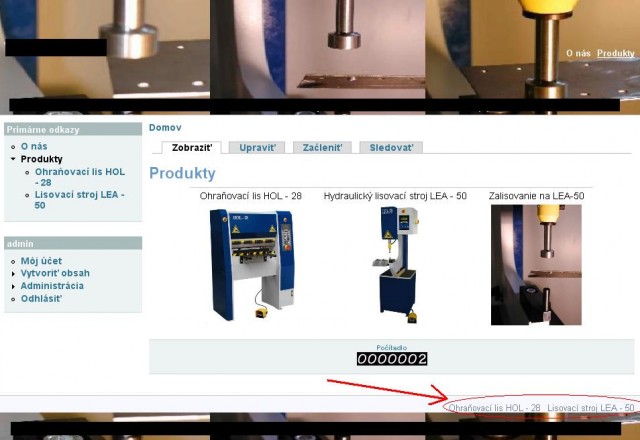 O nás Produkty
Primárne odkazy
O nás
Produkty
Ohraňovací lis HOL
- 28
Lisovací stroj LEA -
50
admin
Môj účet
Vytvoriť obsah
Administrácia
Odhlásiť
Domov
Zobraziť Upraviť Začleniť Sledovať
Produkty
Ohraňovací lis HOL - 28 Hydraulický lisovací stroj LEA - 50 Zalisovanie na LEA-50
Počítadlo
0000002
Ohraňovací lis HOL - 28 Lisovací stroj LEA - 50